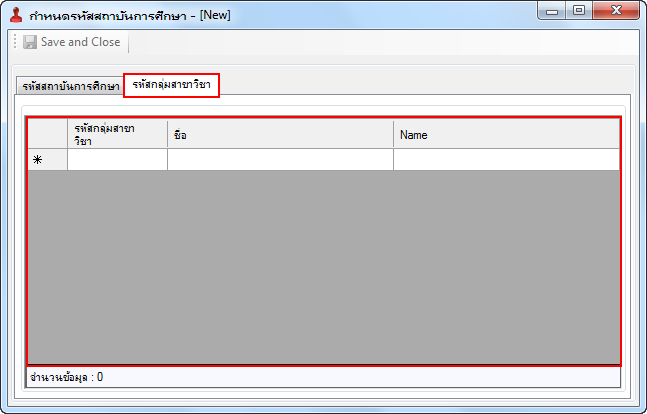 กำหนดรหัสสถาบันการศึกษา - [New]
Save and Close
รหัสสถาบันการศึกษา รหัสกลุ่มสาขาวิชา
รหัสกลุ่มสาขา
วิชา
ชื่อ
Name
จำนวนข้อมูล : 0